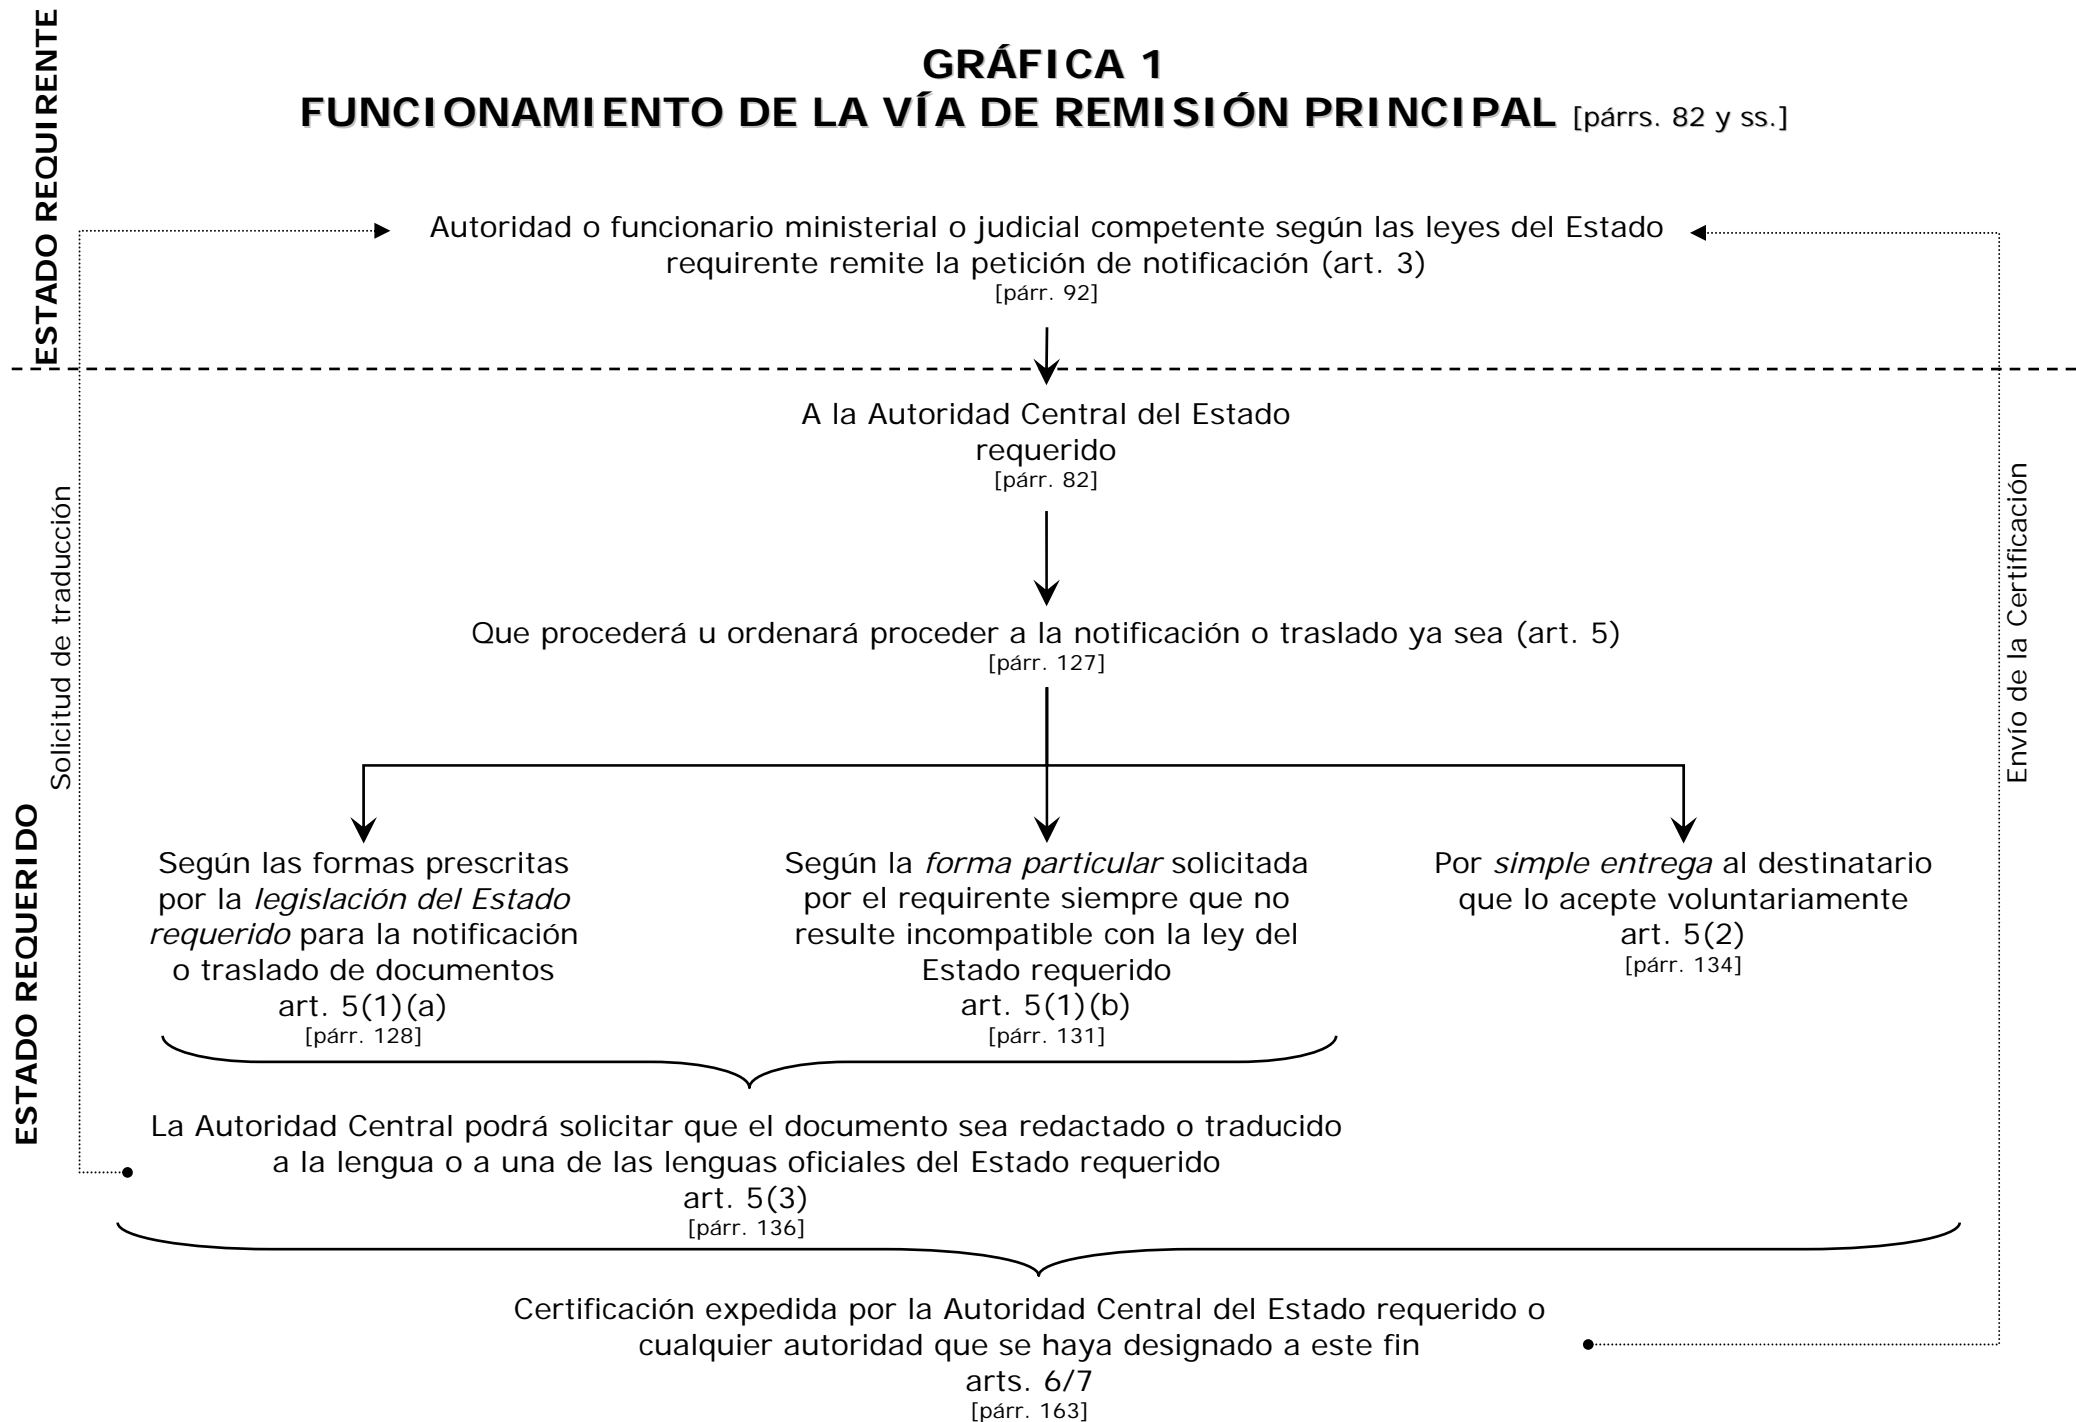 GRÁFICA 1
FUNCIONAMIENTO DE LA VÍA DE REMISIÓN PRINCIPAL [párrs. 82 y ss.]
ESTADO REQUIRENTE
Autoridad o funcionario ministerial o judicial competente según las leyes del Estado
requirente remite la petición de notificación (art. 3)
[párr. 92]
A la Autoridad Central del Estado
requerido
[párr. 82]
Solicitud de traducción
Envío de la Certificación
Que procederá u ordenará proceder a la notificación o traslado ya sea (art. 5)
[párr. 127]
ESTADO REQUERIDO
Según las formas prescritas
por la legislación del Estado
requerido para la notificación
o traslado de documentos
art. 5(1)(a)
[párr. 128]
Según la forma particular solicitada
por el requirente siempre que no
resulte incompatible con la ley del
Estado requerido
art. 5(1)(b)
[párr. 131]
Por simple entrega al destinatario
que lo acepte voluntariamente
art. 5(2)
[párr. 134]
La Autoridad Central podrá solicitar que el documento sea redactado o traducido
a la lengua o a una de las lenguas oficiales del Estado requerido
art. 5(3)
[párr. 136]
Certificación expedida por la Autoridad Central del Estado requerido o
cualquier autoridad que se haya designado a este fin
arts. 6/7
[párr. 163]